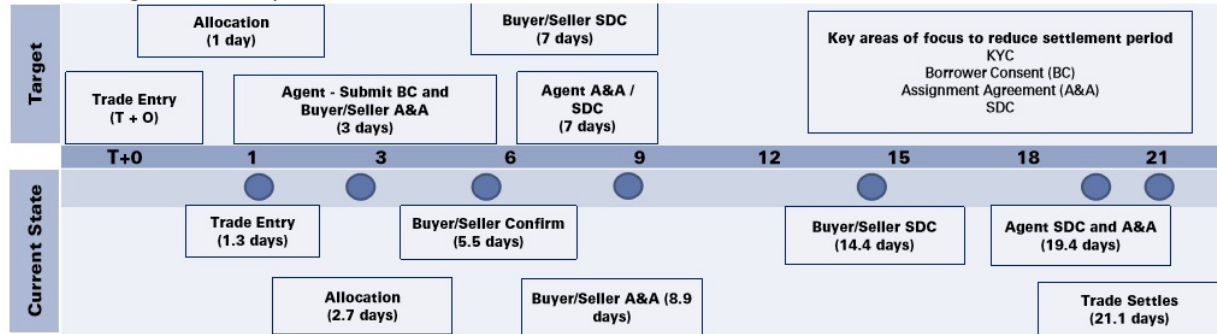 Target
Allocation
(1 day)
Buyer/Seller SDC
(7 days)
Trade Entry
(T + O)
Agent - Submit BC and
Buyer/Seller A&A
(3 days)
Agent A&A /
SDC
(7 days)
Key areas of focus to reduce settlement period
KYC
Borrower Consent (BC)
Assignment Agreement (A&A)
SDC
T+0 1 3 6 9 12 15 18 21
Current State
Trade Entry
(1.3 days)
Buyer/Seller Confirm
(5.5 days)
Buyer/Seller SDC
(14.4 days)
Agent SDC and A&A
(19.4 days)
Allocation
(2.7 days)
Buyer/Seller A&A (8.9
days)
Trade Settles
(21.1 days)